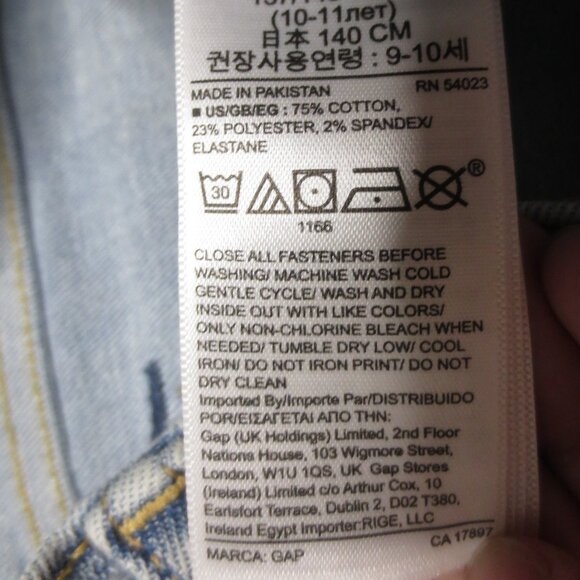 (10-11лет)
日本 140 CM
권장사용연령 : 9-10세
MADE IN PAKISTAN RN 54023
■ US/GB/EG : 75% COTTON,
23% POLYESTER, 2% SPANDEX/
ELASTANE
30 ®
1166
CLOSE ALL FASTENERS BEFORE
WASHING/ MACHINE WASH COLD
GENTLE CYCLE/ WASH AND DRY
INSIDE OUT WITH LIKE COLORS/
ONLY NON-CHLORINE BLEACH WHEN
NEEDED/ TUMBLE DRY LOW/ COOL
IRON/ DO NOT IRON PRINT/ DO NOT
DRY CLEAN
Imported By/Importe Par/DISTRIBUIDO
POR/ΕΙΣΑΓΕΤΑΙ ΑΠΟ ΤΗΝ:
Gap (UK Holdings) Limited, 2nd Floor
Nations House, 103 Wigmore Street,
London, W1U 1QS, UK Gap Stores
(Ireland) Limited c/o Arthur Cox, 10
Earlsfort Terrace, Dublin 2, D02 T380,
Ireland Egypt Importer:RIGE, LLC
CA 17897
MARCA: GAP